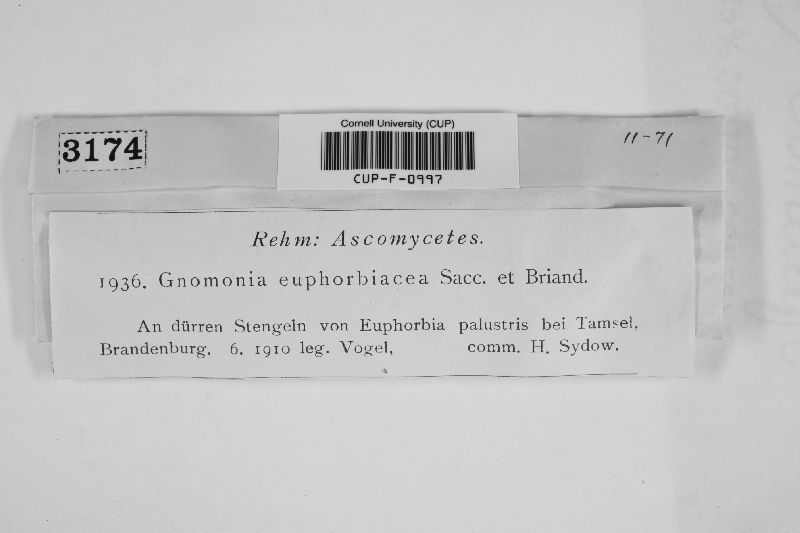 Cornell University (CUP)
CUP-F-0997
3174
11-71
Rehm: Ascomycetes.
1936. Gnomonia euphorbiacea Sacc. et Briand.
An dürren Stengeln von Euphorbia palustris bei Tamsel,
Brandenburg. 6. 1910 leg. Vogel, comm. H. Sydow.